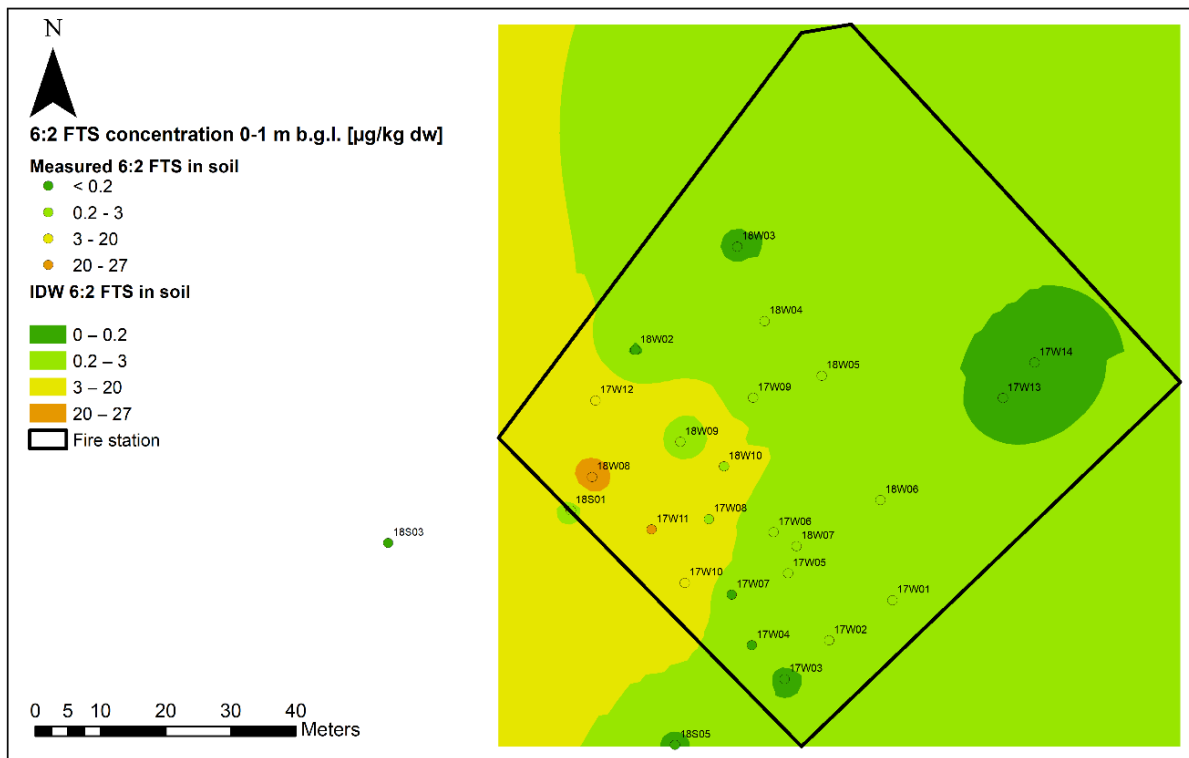 N
6:2 FTS concentration 0-1 m b.g.l. [µg/kg dw]
Measured 6:2 FTS in soil
< 0.2
0.2 - 3
3 - 20
20 - 27
IDW 6:2 FTS in soil
0 – 0.2
0.2 – 3
3 – 20
20 – 27
Fire station
18W03
18W04
18W02
17W14
18W05
17W09
17W13
17W12
18W09
18W10
18W08
18W06
18S01
17W08
17W11
17W06
18S03
18W07
17W05
17W10
17W07
17W01
17W04
17W02
17W03
18S05
0 5 10 20 30 40
Meters